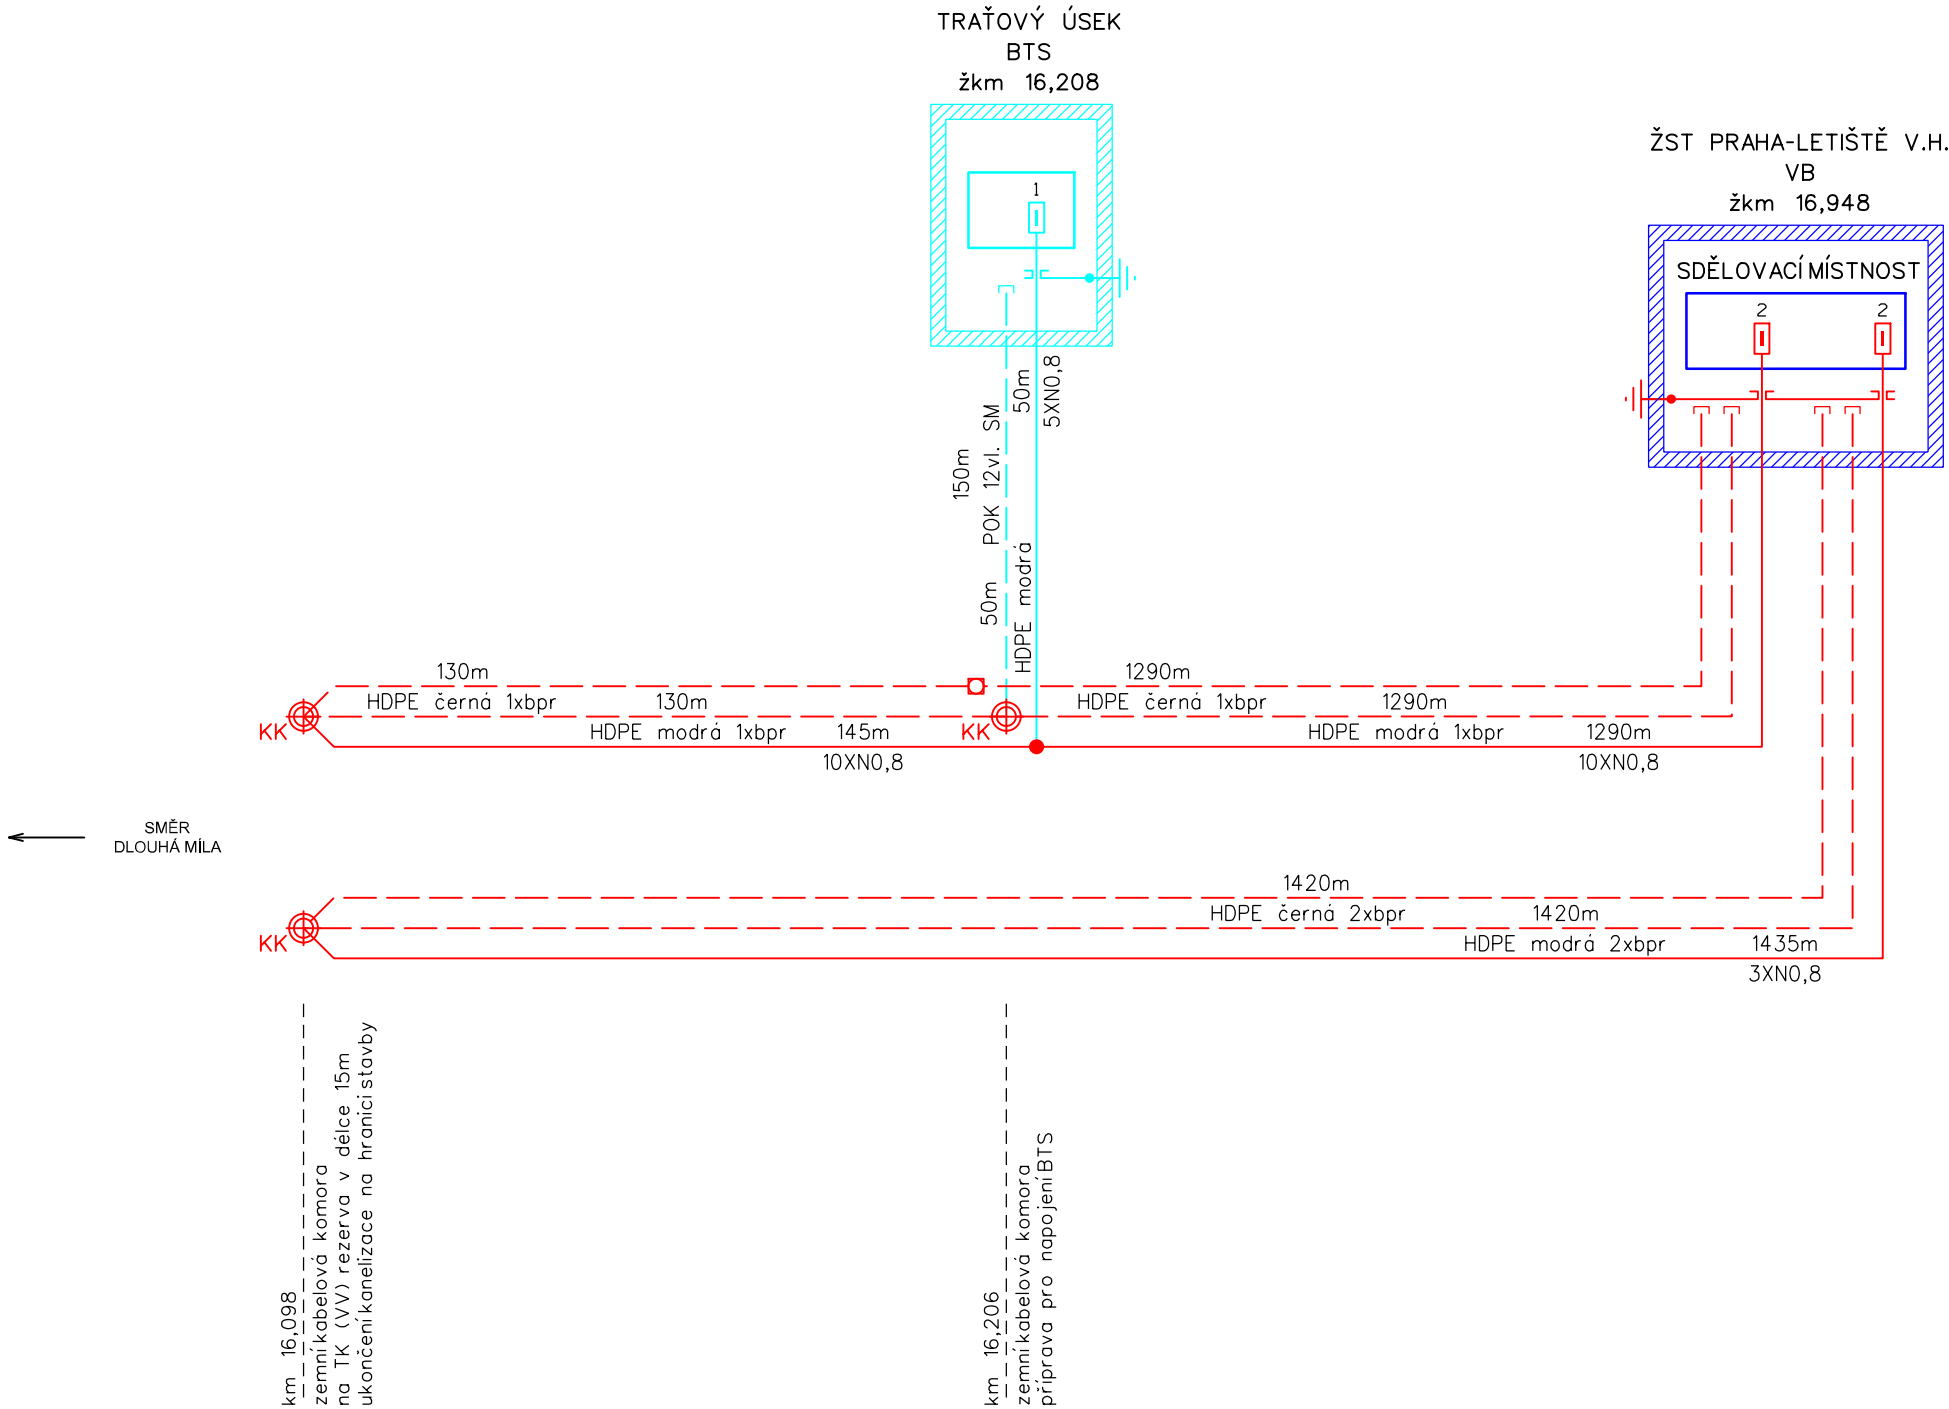 TRAŤOVÝ ÚSEK
BTS
žkm 16,208
1
ŽST PRAHA-LETIŠTĚ V.H.
VB
žkm 16,948
SDĚLOVACÍ MÍSTNOST
2
2
150m
50m POK 12vl. SM
HDPE modrá
50m
5XN0,8
130m
HDPE černá 1xbpr
130m
HDPE modrá 1xbpr
145m
10XN0,8
KK
KK
1290m
HDPE černá 1xbpr
1290m
HDPE modrá 1xbpr
1290m
10XN0,8
SMĚR
DLOUHÁ MÍLA
1420m
HDPE černá 2xbpr
1420m
HDPE modrá 2xbpr
1435m
3XN0,8
KK
km 16,098
zemní kabelová komora
na TK (VV) rezerva v délce 15m
ukončení kanelizace na hranici stavby
km 16,206
zemní kabelová komora
příprava pro napojení BTS